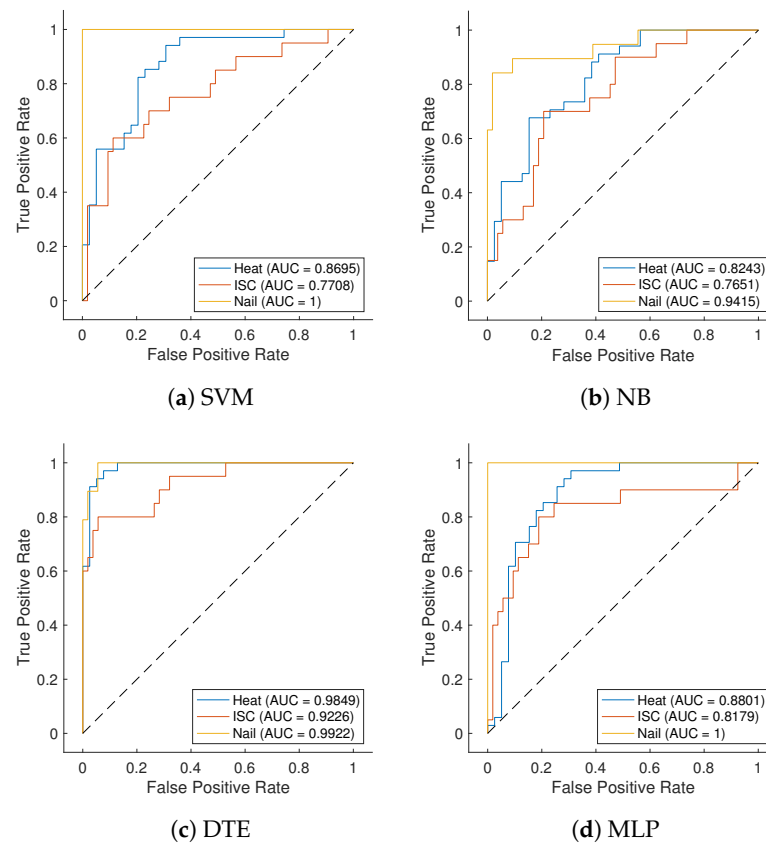 1
0.8
0.6
0.4
0.2
0
True Positive Rate
Heat (AUC = 0.8695)
ISC (AUC = 0.7708)
Nail (AUC = 1)
0 0.2 0.4 0.6 0.8 1
False Positive Rate
(a) SVM
1
0.8
0.6
0.4
0.2
0
True Positive Rate
Heat (AUC = 0.8243)
ISC (AUC = 0.7651)
Nail (AUC = 0.9415)
0 0.2 0.4 0.6 0.8 1
False Positive Rate
(b) NB
1
0.8
0.6
0.4
0.2
0
True Positive Rate
Heat (AUC = 0.9849)
ISC (AUC = 0.9226)
Nail (AUC = 0.9922)
0 0.2 0.4 0.6 0.8 1
False Positive Rate
(c) DTE
1
0.8
0.6
0.4
0.2
0
True Positive Rate
Heat (AUC = 0.8801)
ISC (AUC = 0.8179)
Nail (AUC = 1)
0 0.2 0.4 0.6 0.8 1
False Positive Rate
(d) MLP